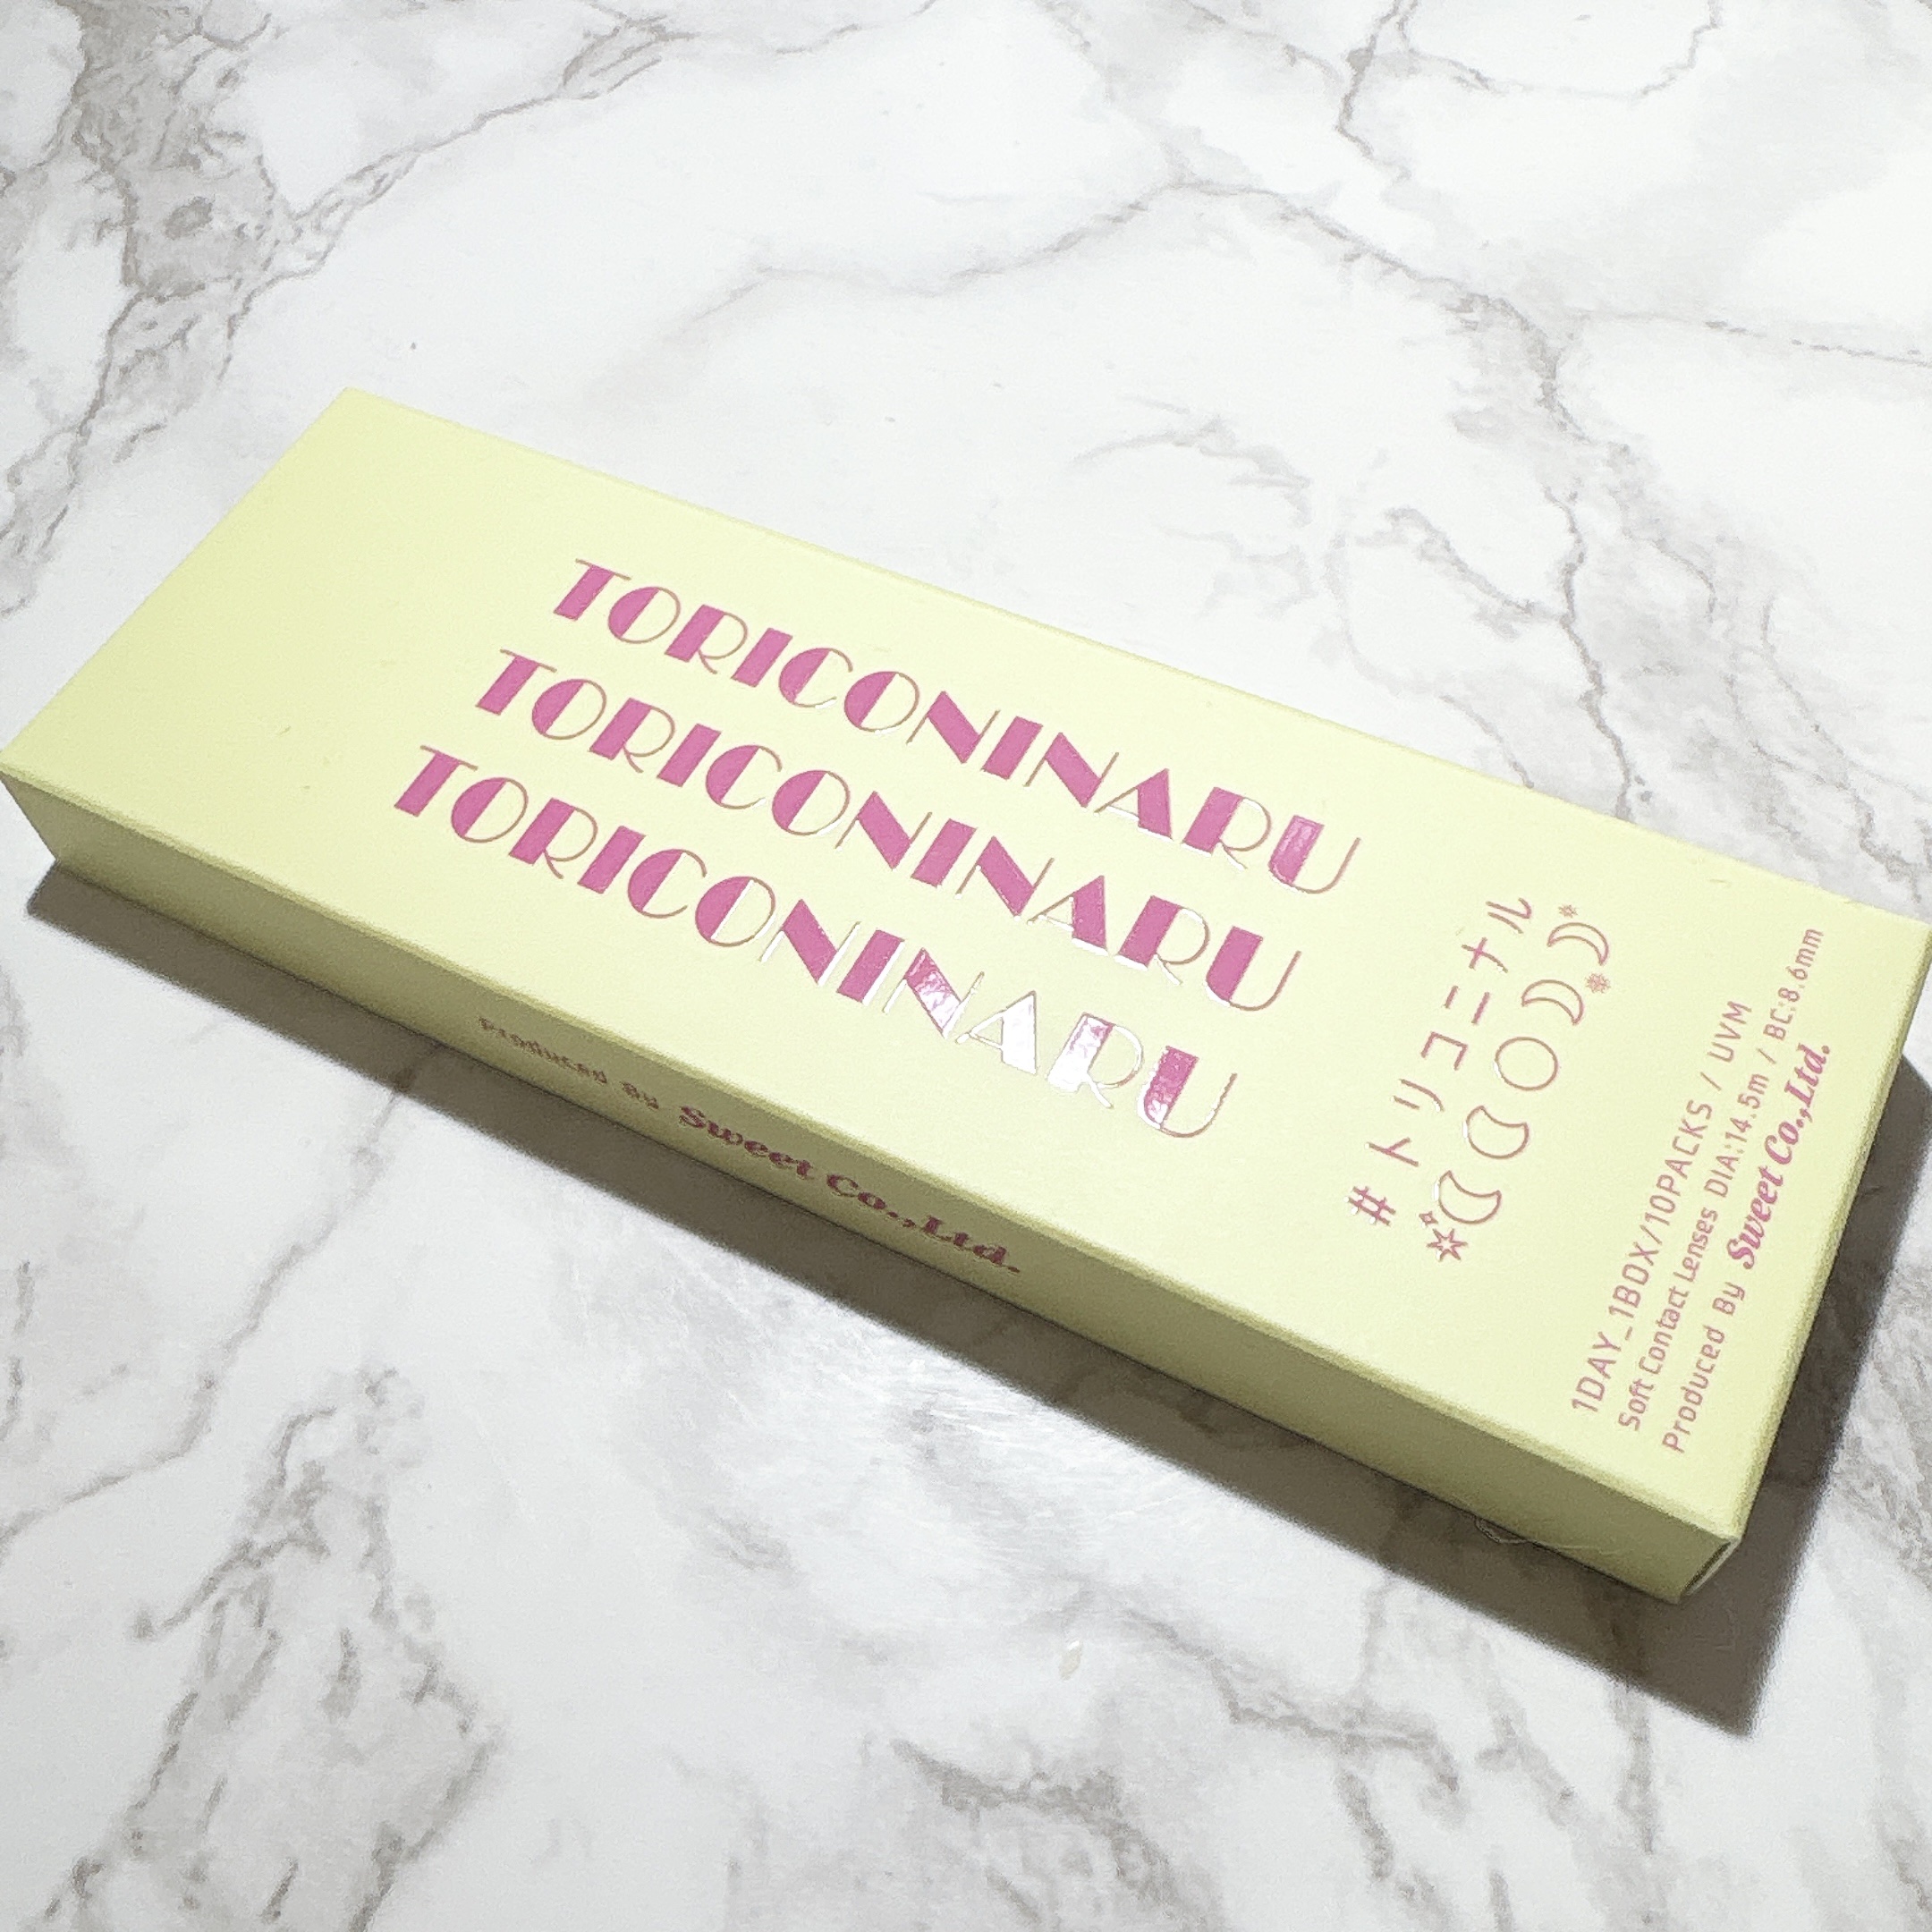 TORICONINARU
TORICONINARU
TORICONINARU
#トリコニナル
1DAY_1BOX/10PACKS / UVM
Soft Contact Lenses DIA:14.5m / BC:8.6mm
Produced By Sweet Co.,Ltd.
Produced By Sweet Co.,Ltd.